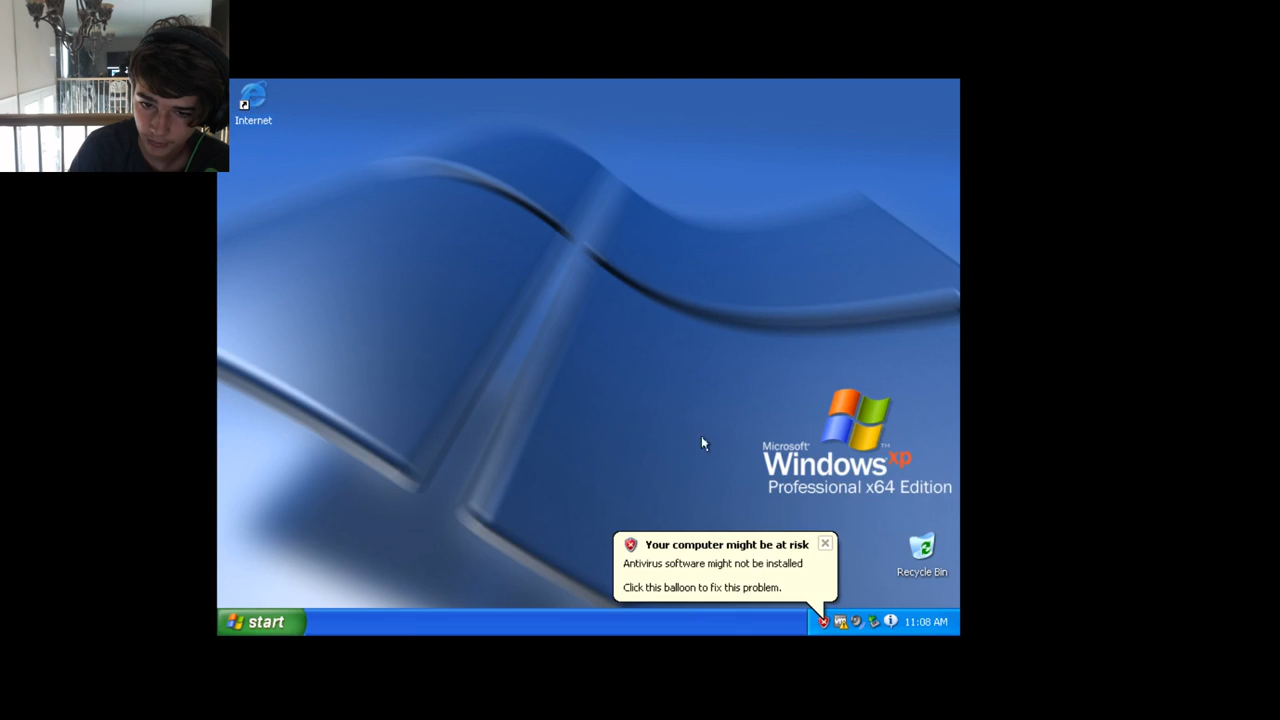 Internet
Microsoft®
Windows xp ™
Professional x64 Edition
Your computer might be at risk
Antivirus software might not be installed
Click this balloon to fix this problem.
Recycle Bin
start
11:08 AM